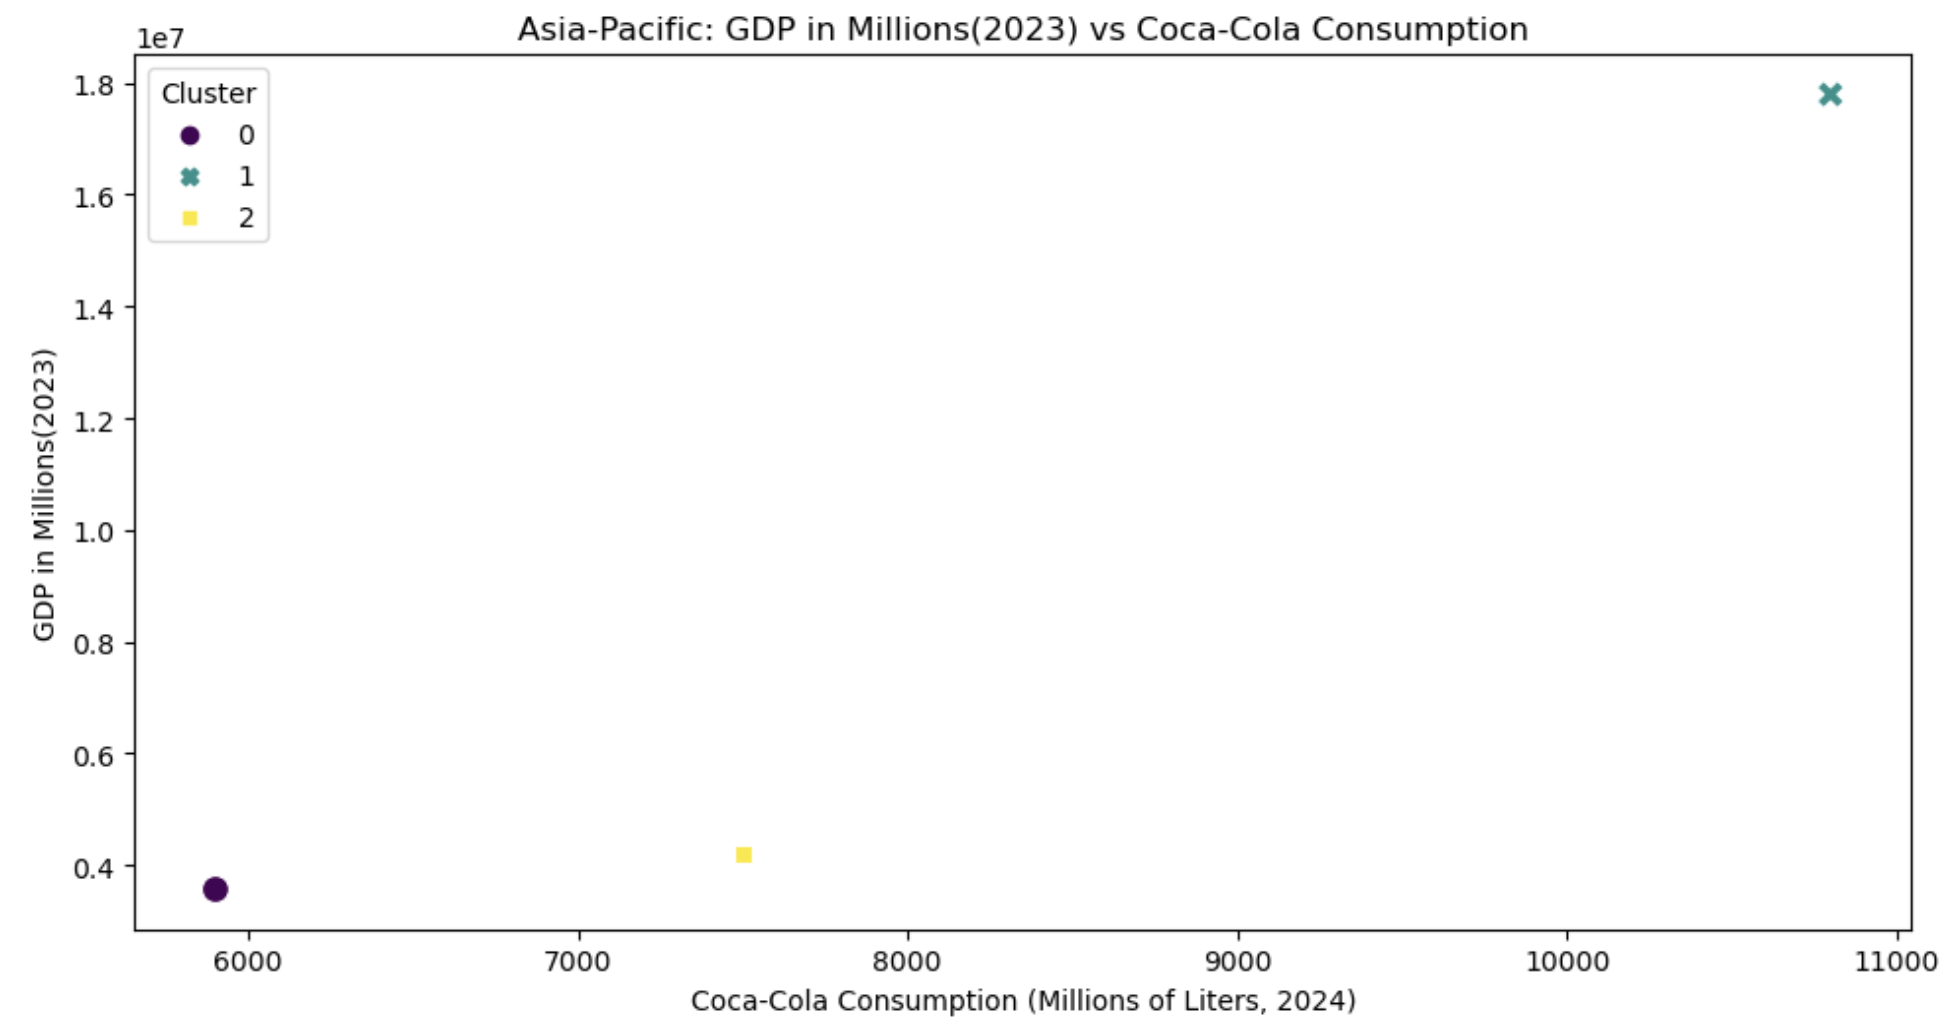 Asia-Pacific: GDP in Millions(2023) vs Coca-Cola Consumption
1e7
1.8
1.6
1.4
1.2
1.0
0.8
0.6
0.4
GDP in Millions(2023)
Cluster
0
1
2
6000 7000 8000 9000 10000 11000
Coca-Cola Consumption (Millions of Liters, 2024)